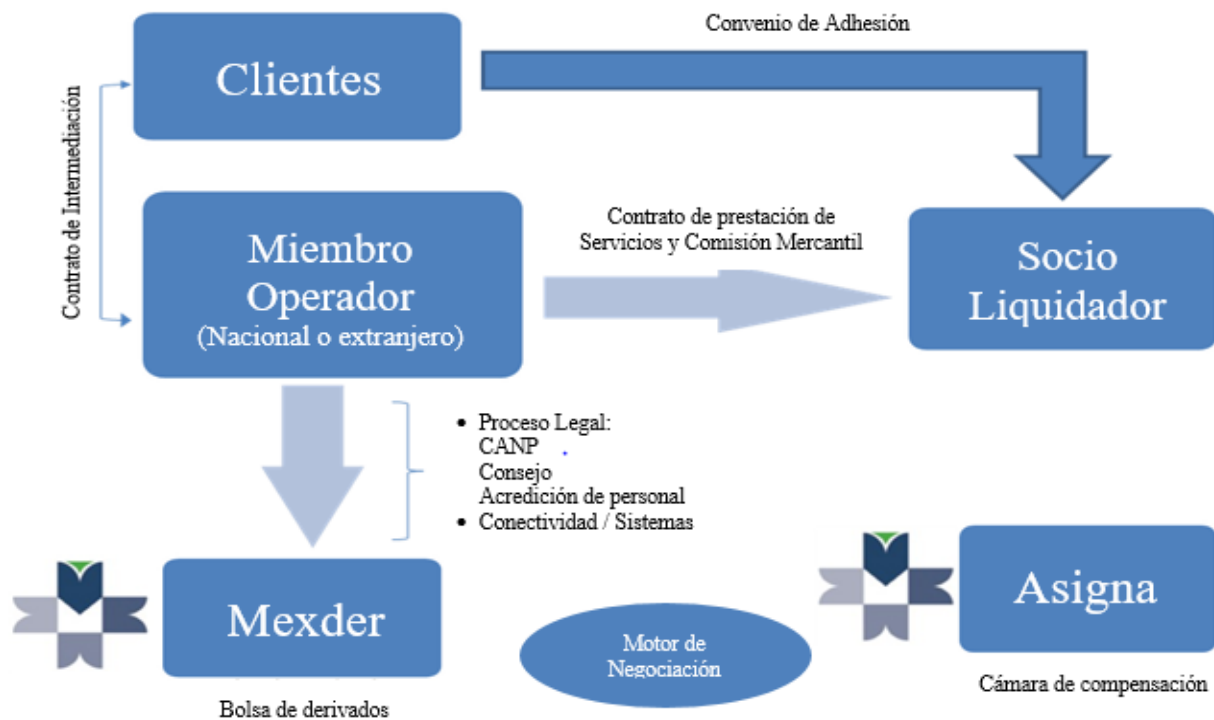 Convenio de Adhesión
Clientes
Contrato de Intermediación
Miembro
Operador
(Nacional o extranjero)
Contrato de prestación de
Servicios y Comisión Mercantil
Socio
Liquidador
• Proceso Legal:
CANP
Consejo
Acredición de personal
• Conectividad / Sistemas
Mexder
Bolsa de derivados
Motor de
Negociación
Asigna
Cámara de compensación